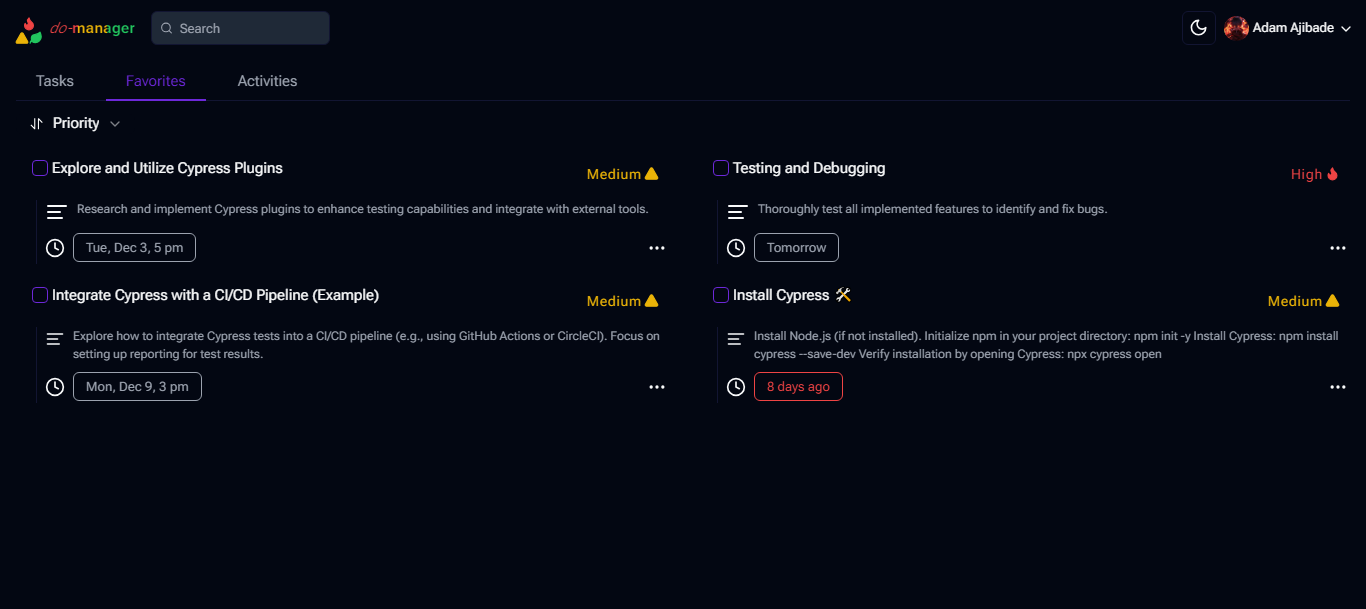 do-manager
Search
Adam Ajibade
Tasks
Favorites
Activities
Priority
Explore and Utilize Cypress Plugins
Medium
Research and implement Cypress plugins to enhance testing capabilities and integrate with external tools.
Tue, Dec 3, 5 pm
Testing and Debugging
High
Thoroughly test all implemented features to identify and fix bugs.
Tomorrow
Integrate Cypress with a CI/CD Pipeline (Example)
Medium
Explore how to integrate Cypress tests into a CI/CD pipeline (e.g., using GitHub Actions or CircleCI). Focus on
setting up reporting for test results.
Mon, Dec 9, 3 pm
Install Cypress 🛠
Medium
Install Node.js (if not installed). Initialize npm in your project directory: npm init -y Install Cypress: npm install
cypress --save-dev Verify installation by opening Cypress: npx cypress open
8 days ago